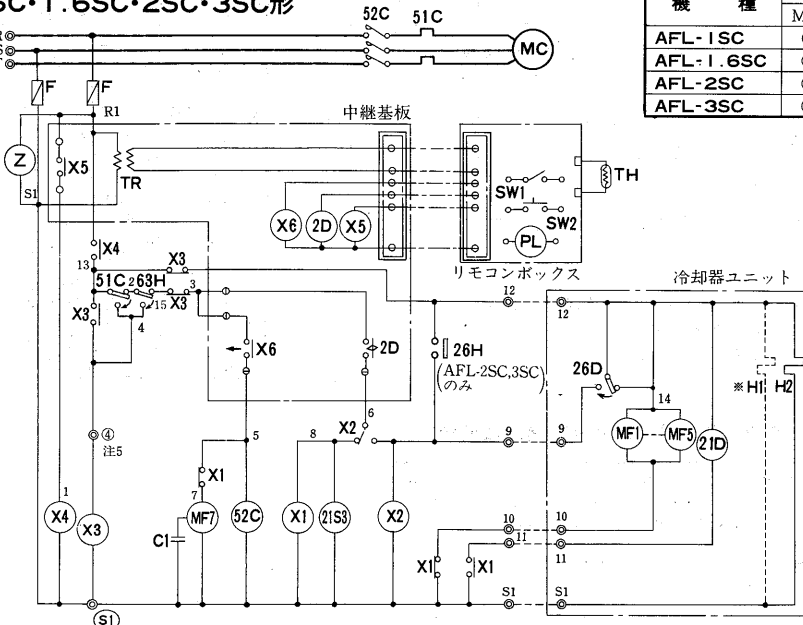 SC・1.6SC・2SC・3SC形
機 種
AFL-1SC
AFL-1.6SC
AFL-2SC
AFL-3SC
52C 51C
MC
F F
R1
中継基板
Z
X5
TR
S1
X6 2D X5
SW1
SW2
PL
TH
リモコンボックス
冷却器ユニット
X4
13
X3
51C 2 63H
15 X3 3
X3
4
12 12
X6
2D
26H
(AFL-2SC,3SC)
のみ
26D
※H1 H2
14
MF1 MF5 21D
④
注5
6
X2
5
8
9 9
1
X1
7
X4 X3
MF7 52C X1 21S3 X2
C1
10 10
11 11
X1 X1
S1 S1
S1